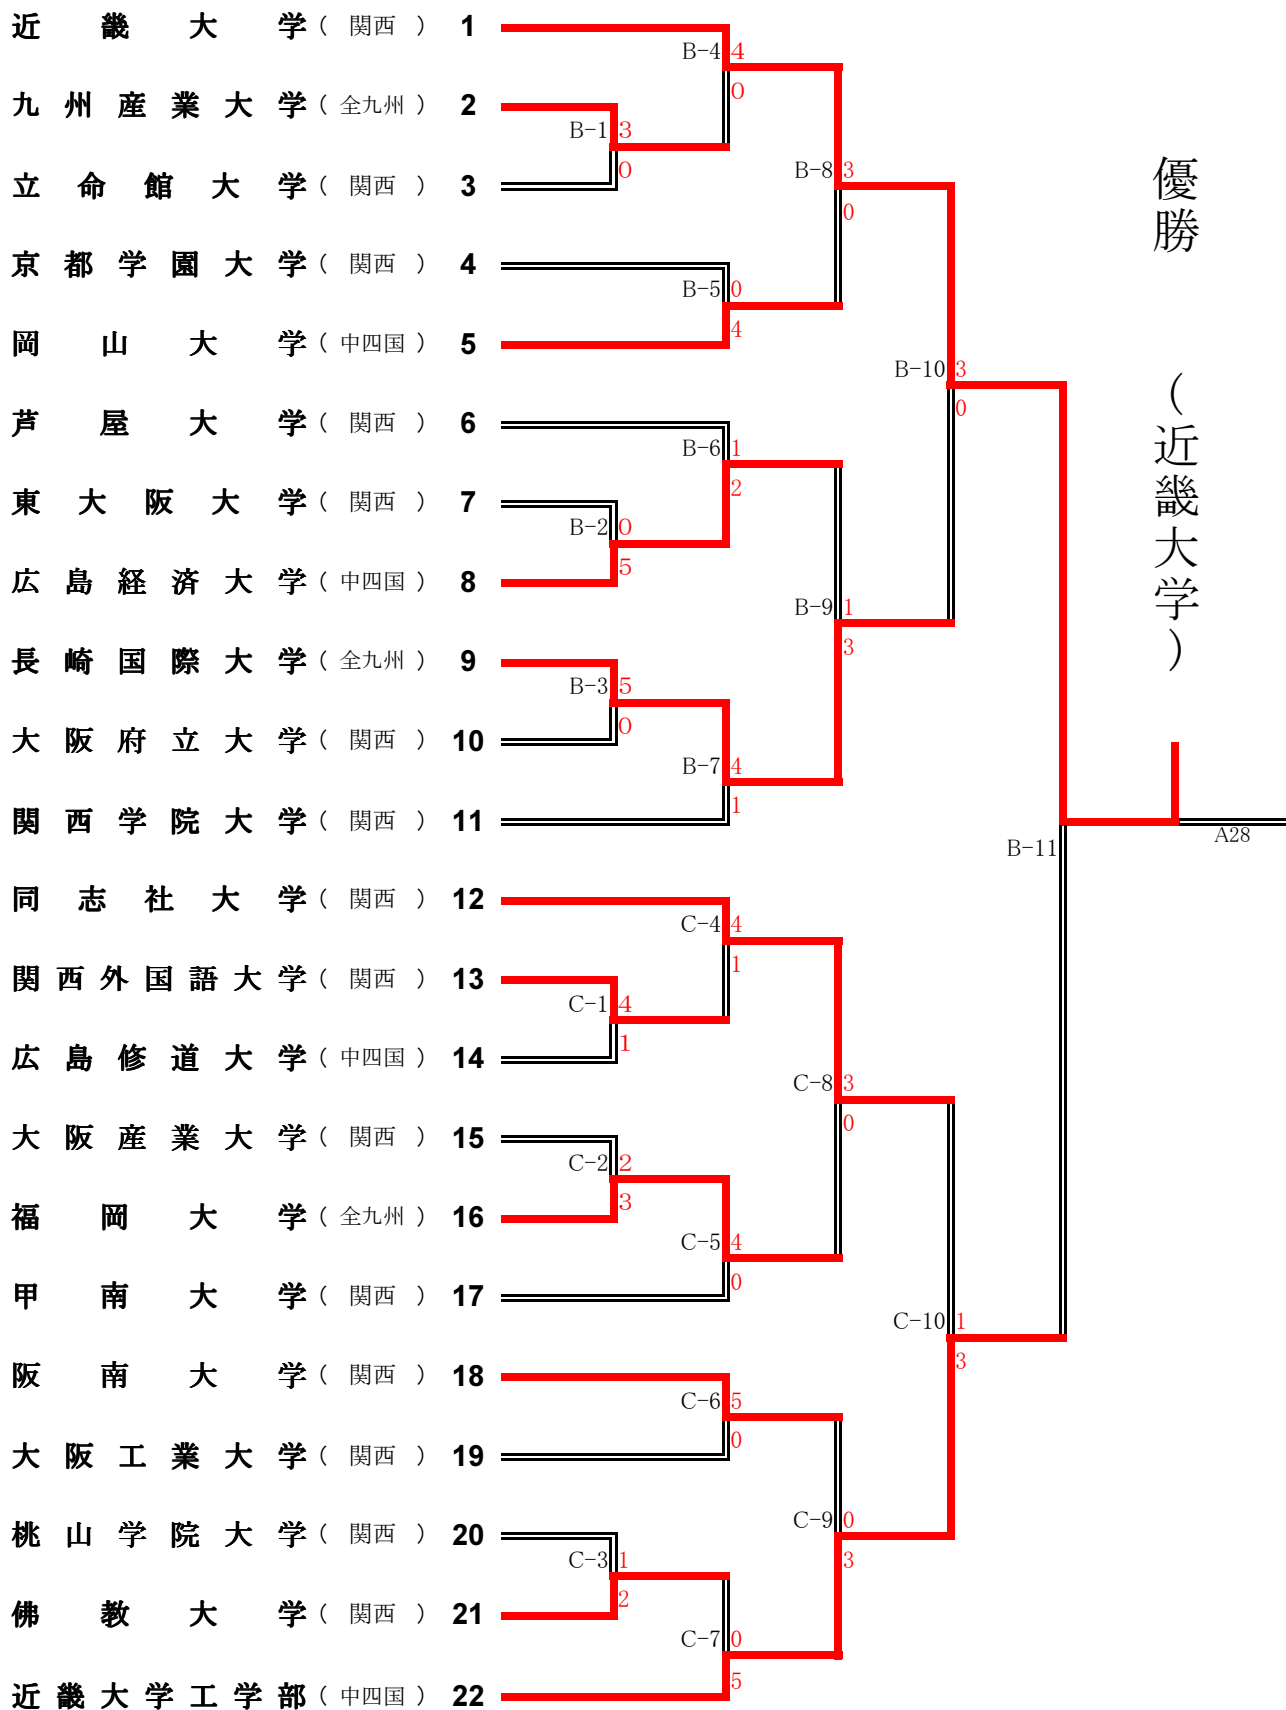 近畿大学（ 関西 ） 1
B-4 4
0
九州産業大学（ 全九州 ） 2
B-1 3
0
立命館大学（ 関西 ） 3
B-8 3
0
京都学園大学（ 関西 ） 4
B-5 0
4
岡山大学（ 中四国 ） 5
B-10 3
0
芦屋大学（ 関西 ） 6
B-6 1
2
東大阪大学（ 関西 ） 7
B-2 0
5
広島経済大学（ 中四国 ） 8
B-9 1
3
長崎国際大学（ 全九州 ） 9
B-3 5
0
大阪府立大学（ 関西 ） 10
B-7 4
1
関西学院大学（ 関西 ） 11
B-11
A28
同志社大学（ 関西 ） 12
C-4 4
1
関西外国語大学（ 関西 ） 13
C-1 4
1
広島修道大学（ 中四国 ） 14
C-8 3
0
大阪産業大学（ 関西 ） 15
C-2 2
3
福岡大学（ 全九州 ） 16
C-5 4
0
甲南大学（ 関西 ） 17
C-10 1
3
阪南大学（ 関西 ） 18
C-6 5
0
大阪工業大学（ 関西 ） 19
C-9 0
3
桃山学院大学（ 関西 ） 20
C-3 1
2
佛教大学（ 関西 ） 21
C-7 0
5
近畿大学工学部（ 中四国 ） 22
優勝　（近畿大学）